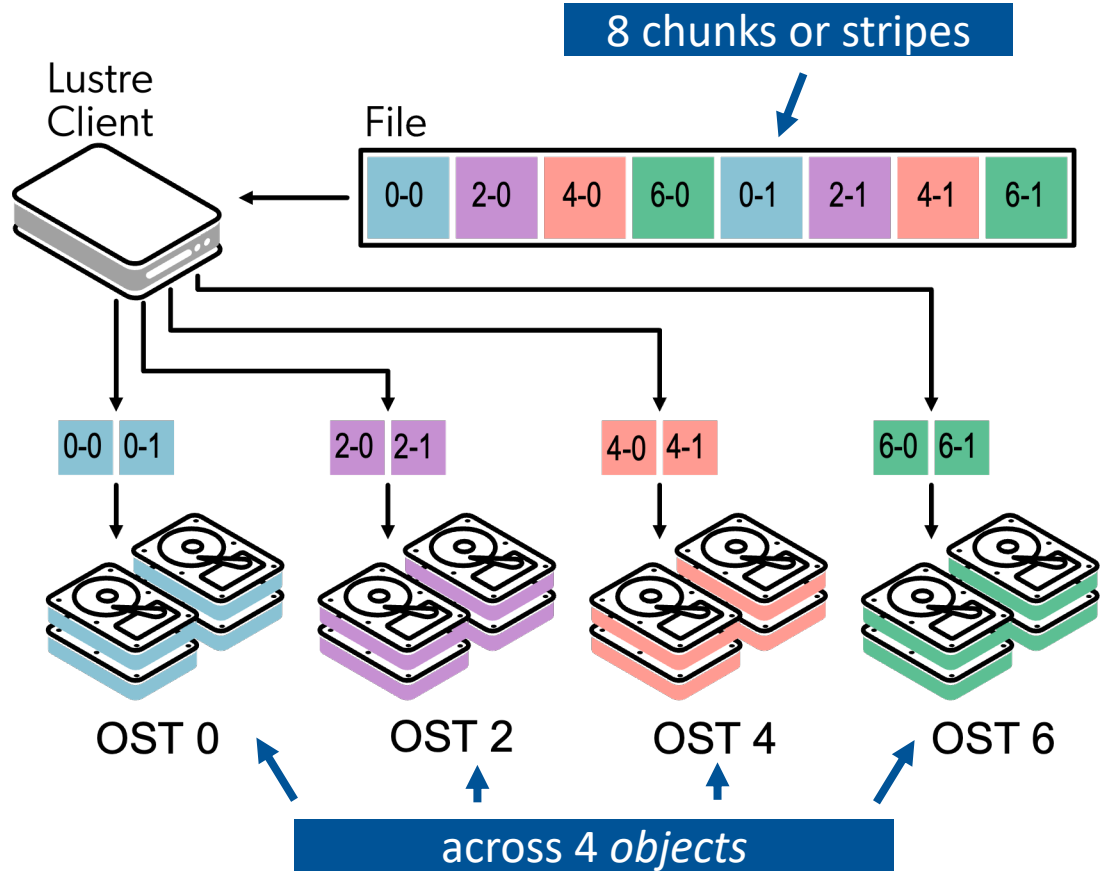 8 chunks or stripes
Lustre
Client
File
0-0 2-0 4-0 6-0 0-1 2-1 4-1 6-1
0-0 0-1 2-0 2-1 4-0 4-1 6-0 6-1
OST 0 OST 2 OST 4 OST 6
across 4 objects